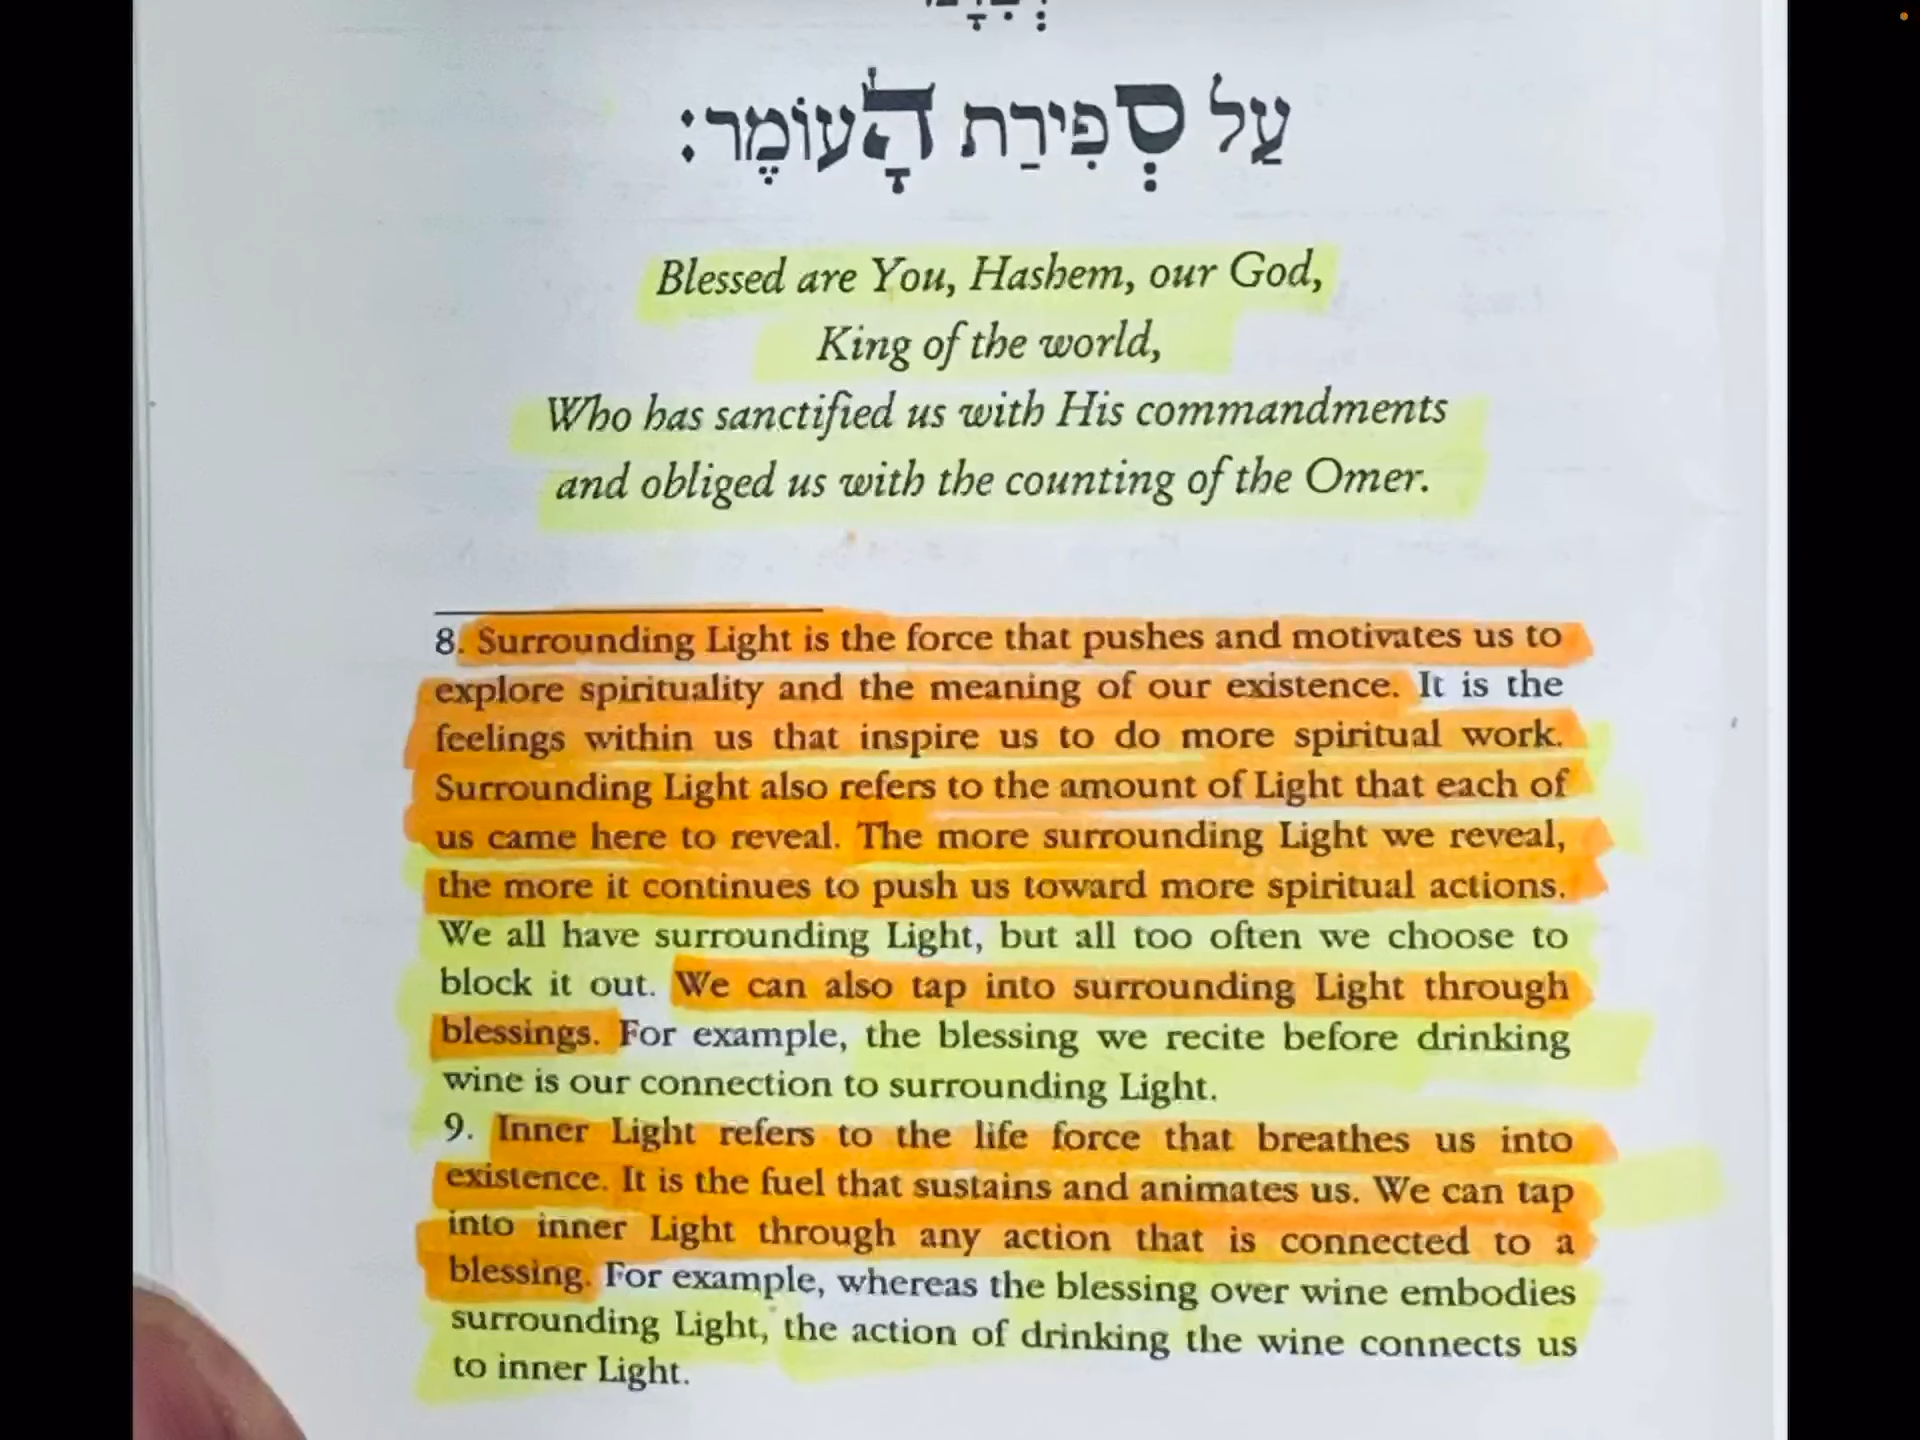 עַל סְפִירַת הָעוֹמֶר:
Blessed are You, Hashem, our God,
King of the world,
Who has sanctified us with His commandments
and obliged us with the counting of the Omer.
8. Surrounding Light is the force that pushes and motivates us to
explore spirituality and the meaning of our existence. It is the
feelings within us that inspire us to do more spiritual work.
Surrounding Light also refers to the amount of Light that each of
us came here to reveal. The more surrounding Light we reveal,
the more it continues to push us toward more spiritual actions.
We all have surrounding Light, but all too often we choose to
block it out. We can also tap into surrounding Light through
blessings. For example, the blessing we recite before drinking
wine is our connection to surrounding Light.
9. Inner Light refers to the life force that breathes us into
existence. It is the fuel that sustains and animates us. We can tap
into inner Light through any action that is connected to a
blessing. For example, whereas the blessing over wine embodies
surrounding Light, the action of drinking the wine connects us
to inner Light.